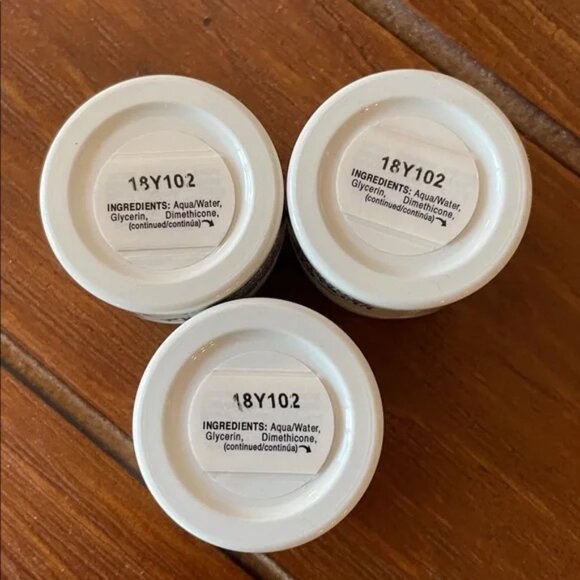 18Y102
INGREDIENTS: Aqua/Water,
Glycerin, Dimethicone,
(continued/continúa)
18Y102
INGREDIENTS: Aqua/Water,
Glycerin, Dimethicone,
(continued/continúa)
18Y102
INGREDIENTS: Aqua/Water,
Glycerin, Dimethicone,
(continued/continúa)